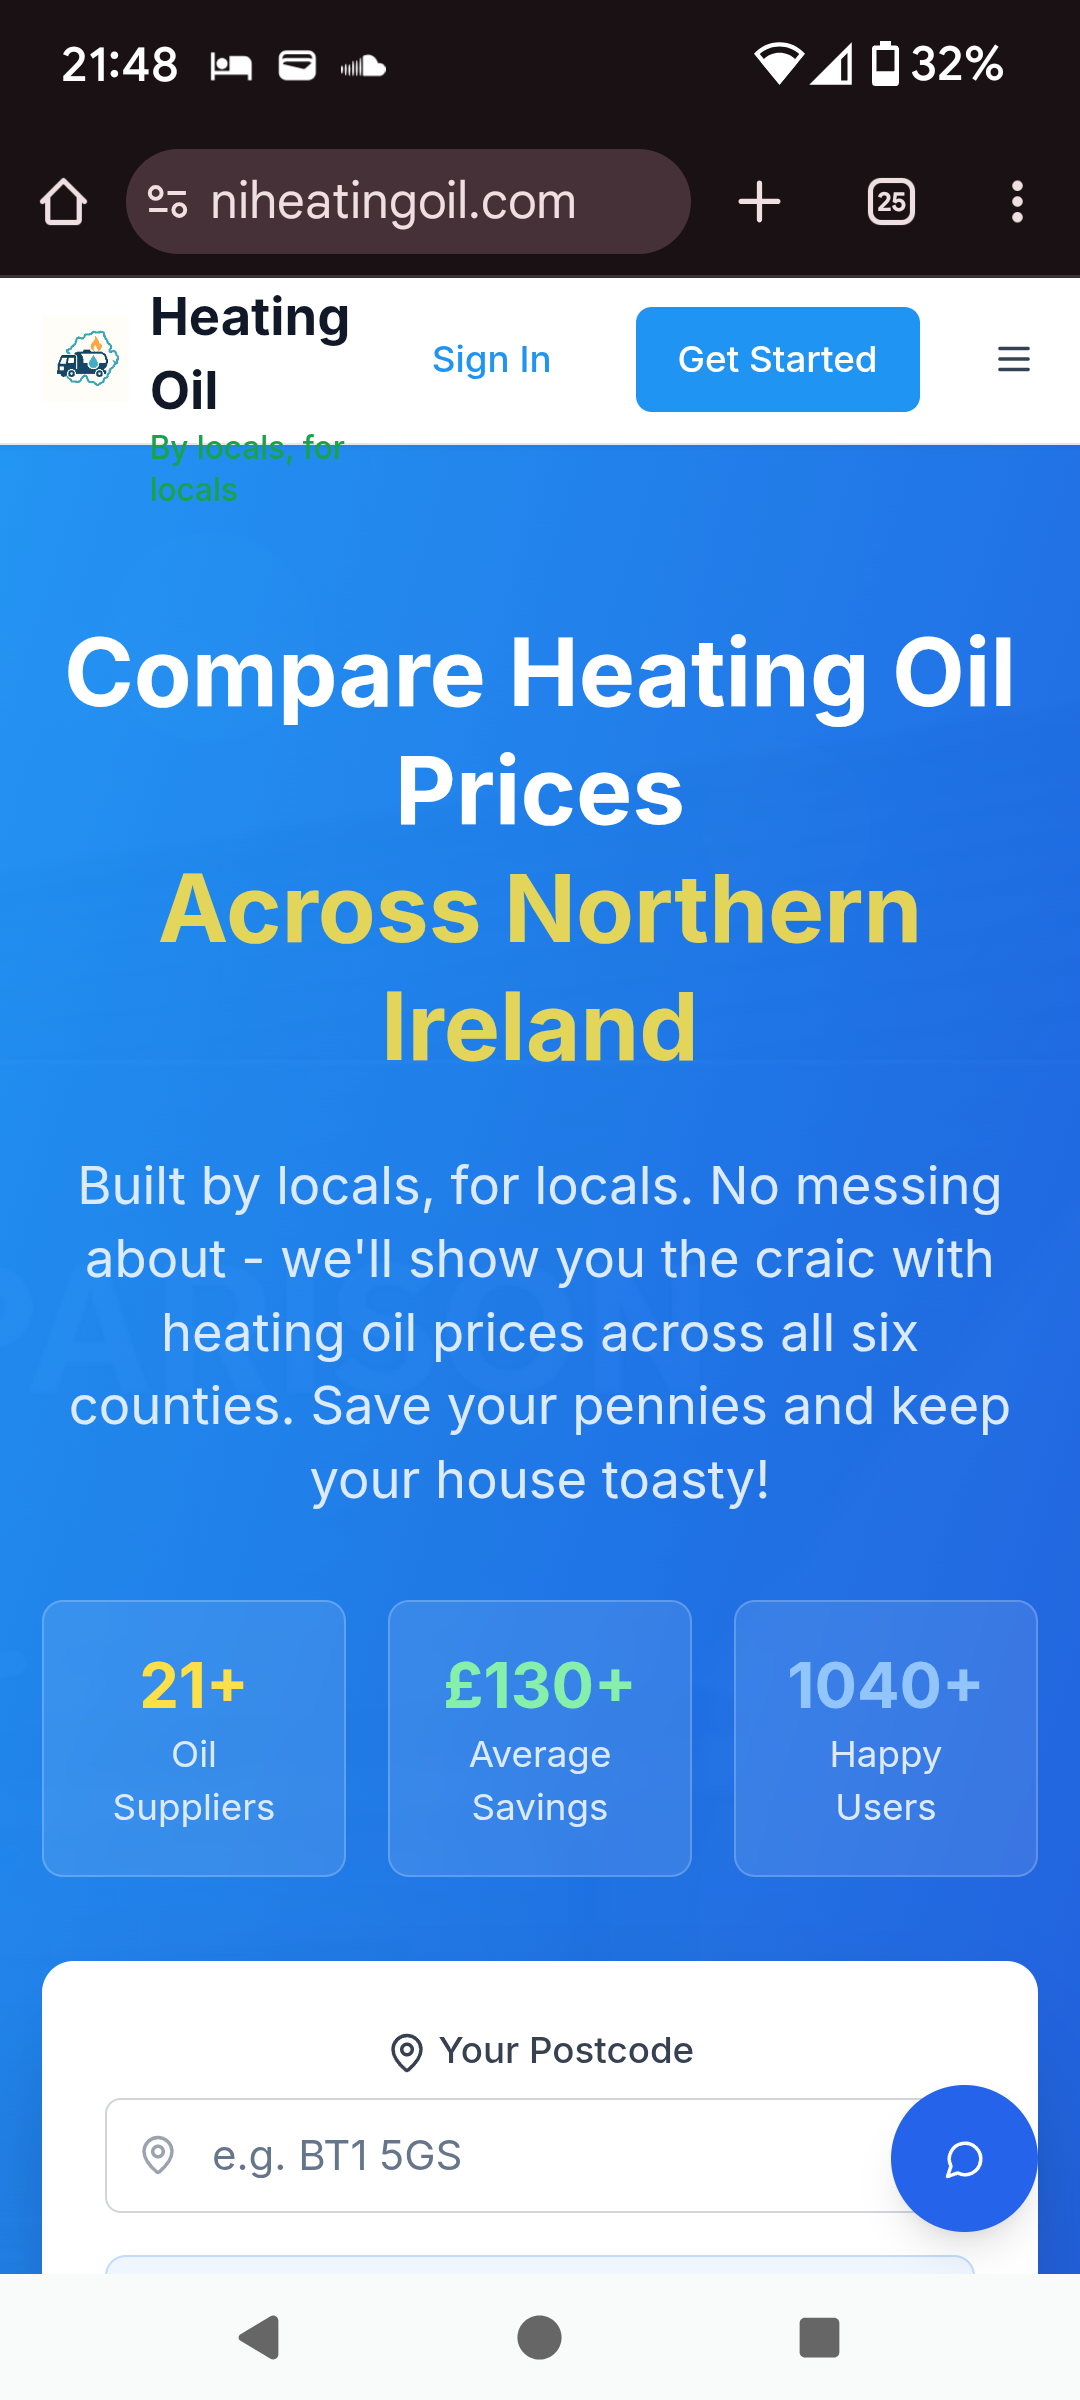 21:48
32%
niheatingoil.com
25
Heating
Oil
By locals, for
locals
Sign In
Get Started
Compare Heating Oil
Prices
Across Northern
Ireland
Built by locals, for locals. No messing
about - we'll show you the craic with
heating oil prices across all six
counties. Save your pennies and keep
your house toasty!
PARISON
21+
Oil
Suppliers
£130+
Average
Savings
1040+
Happy
Users
Your Postcode
e.g. BT1 5GS